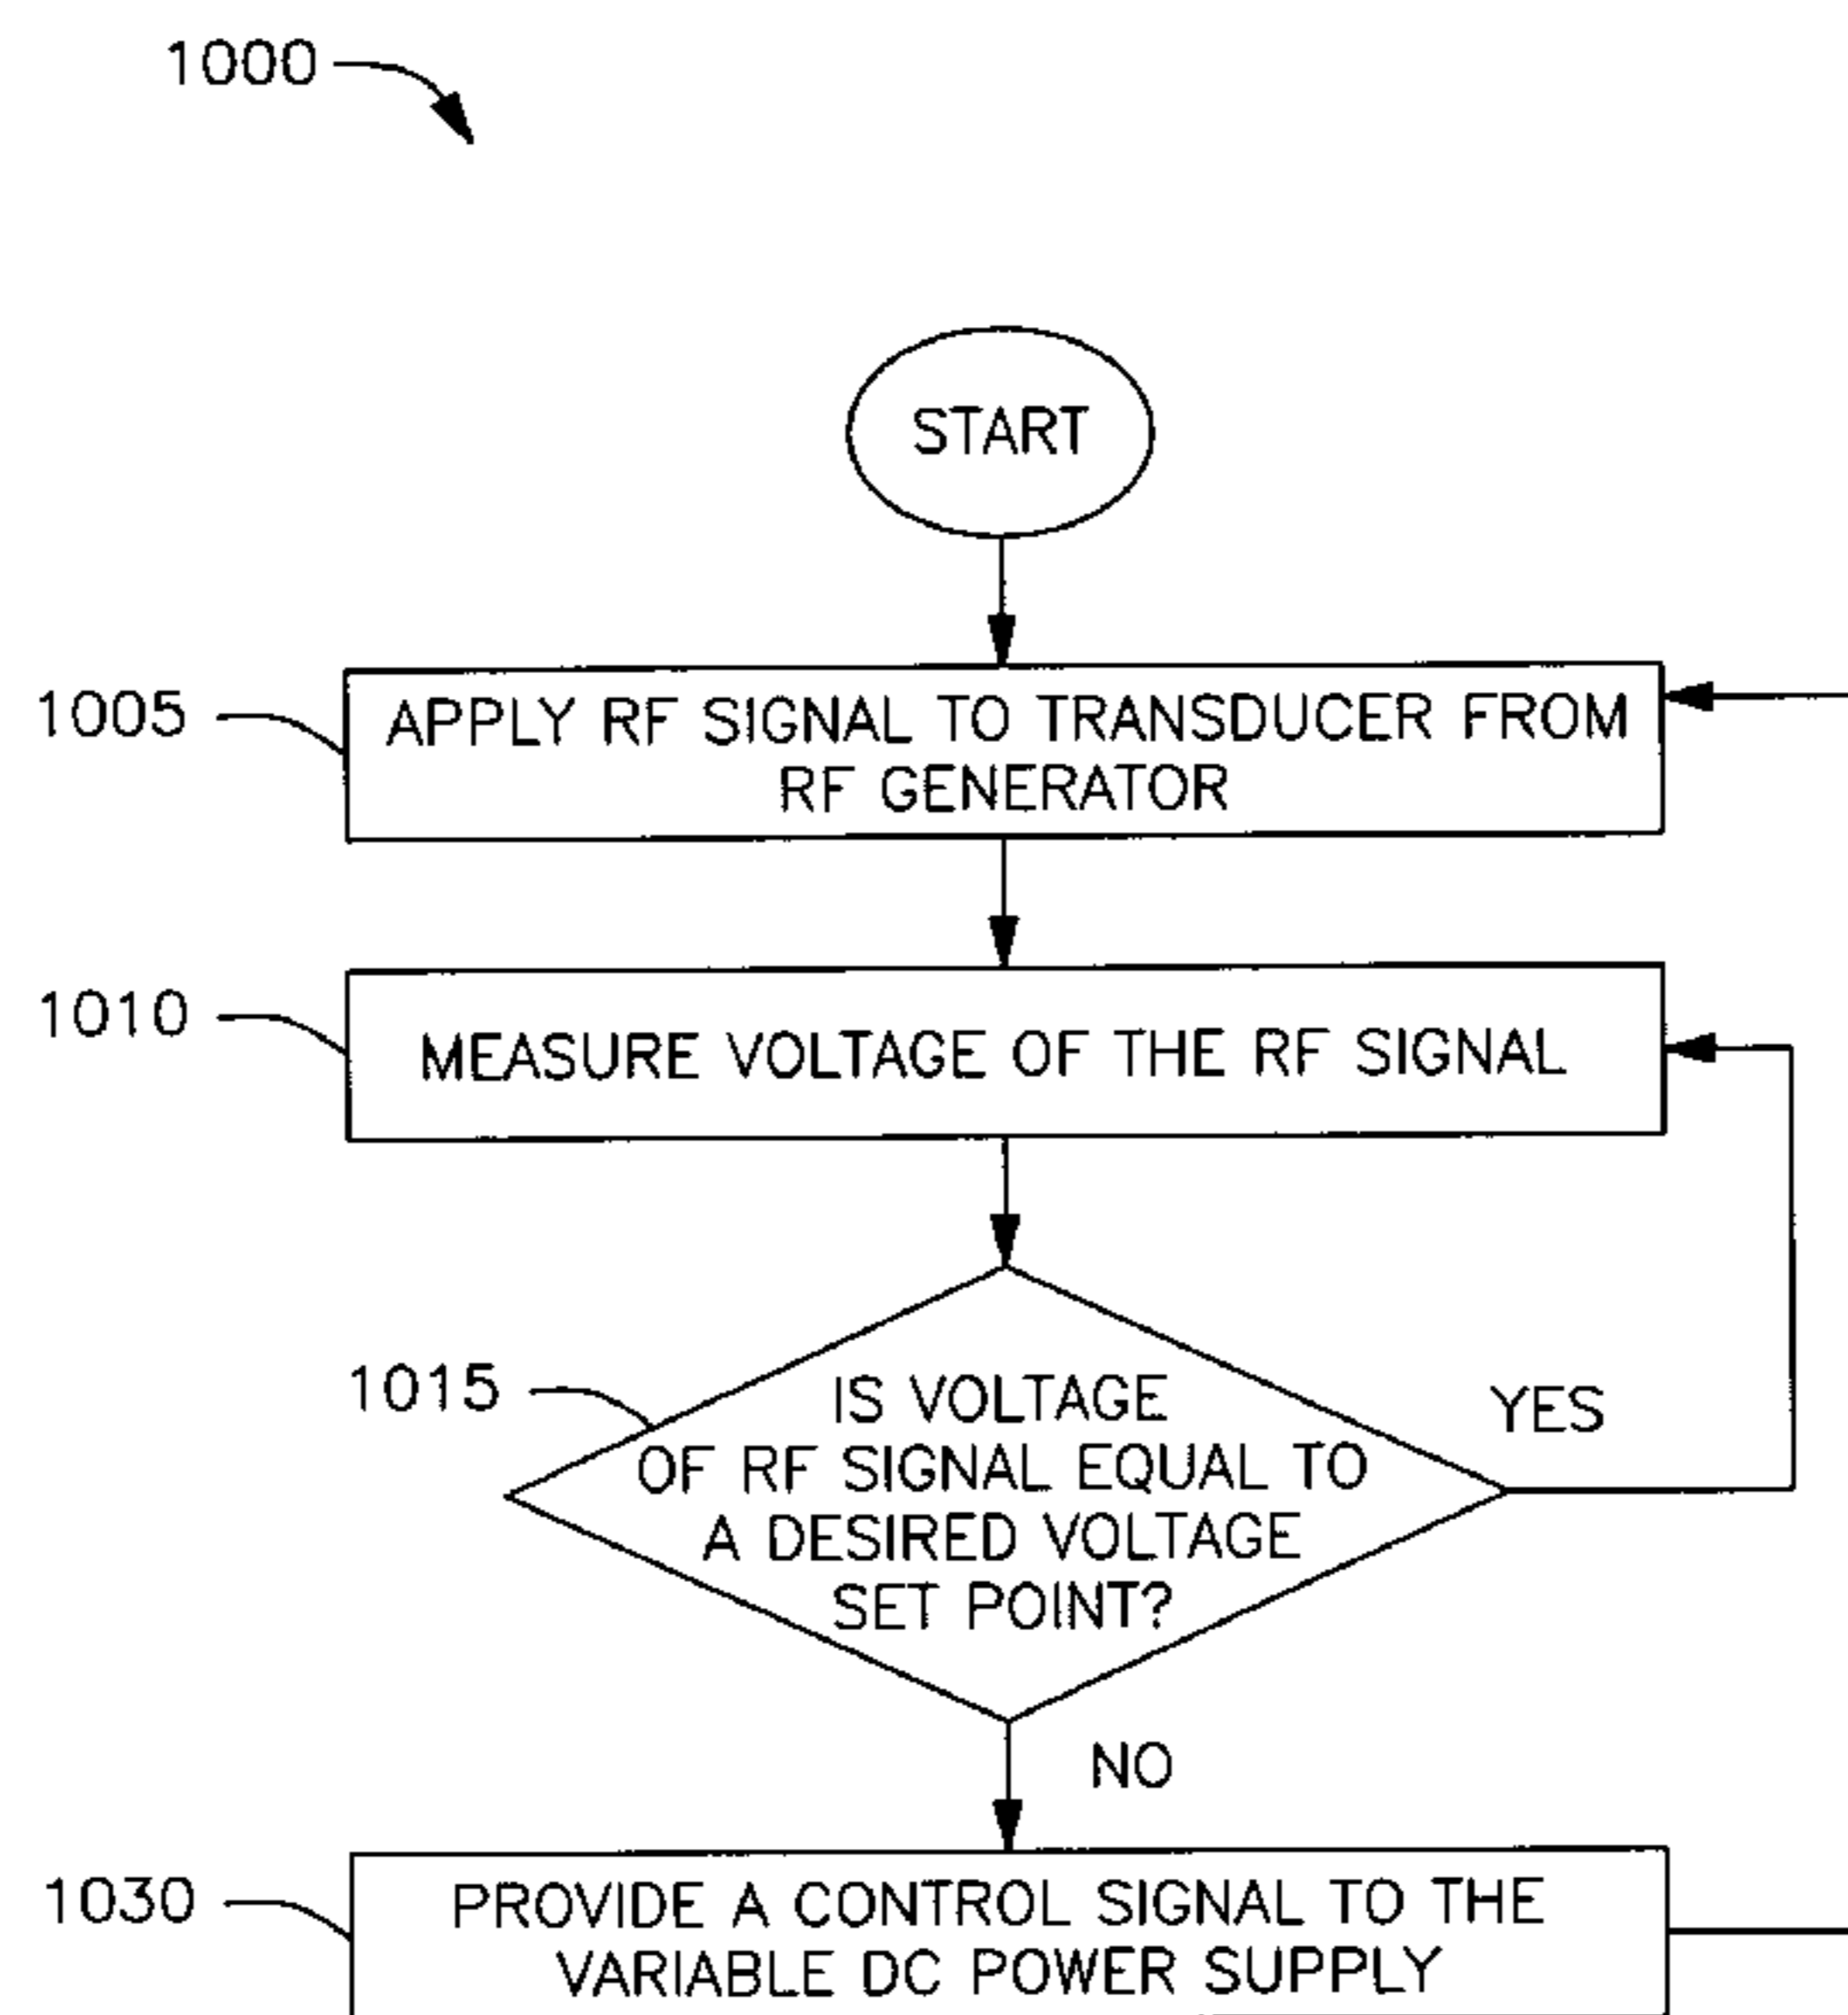 1000
START
1005
APPLY RF SIGNAL TO TRANSDUCER FROM
RF GENERATOR
1010
MEASURE VOLTAGE OF THE RF SIGNAL
1015
IS VOLTAGE
OF RF SIGNAL EQUAL TO
A DESIRED VOLTAGE
SET POINT?
YES
NO
1030
PROVIDE A CONTROL SIGNAL TO THE
VARIABLE DC POWER SUPPLY